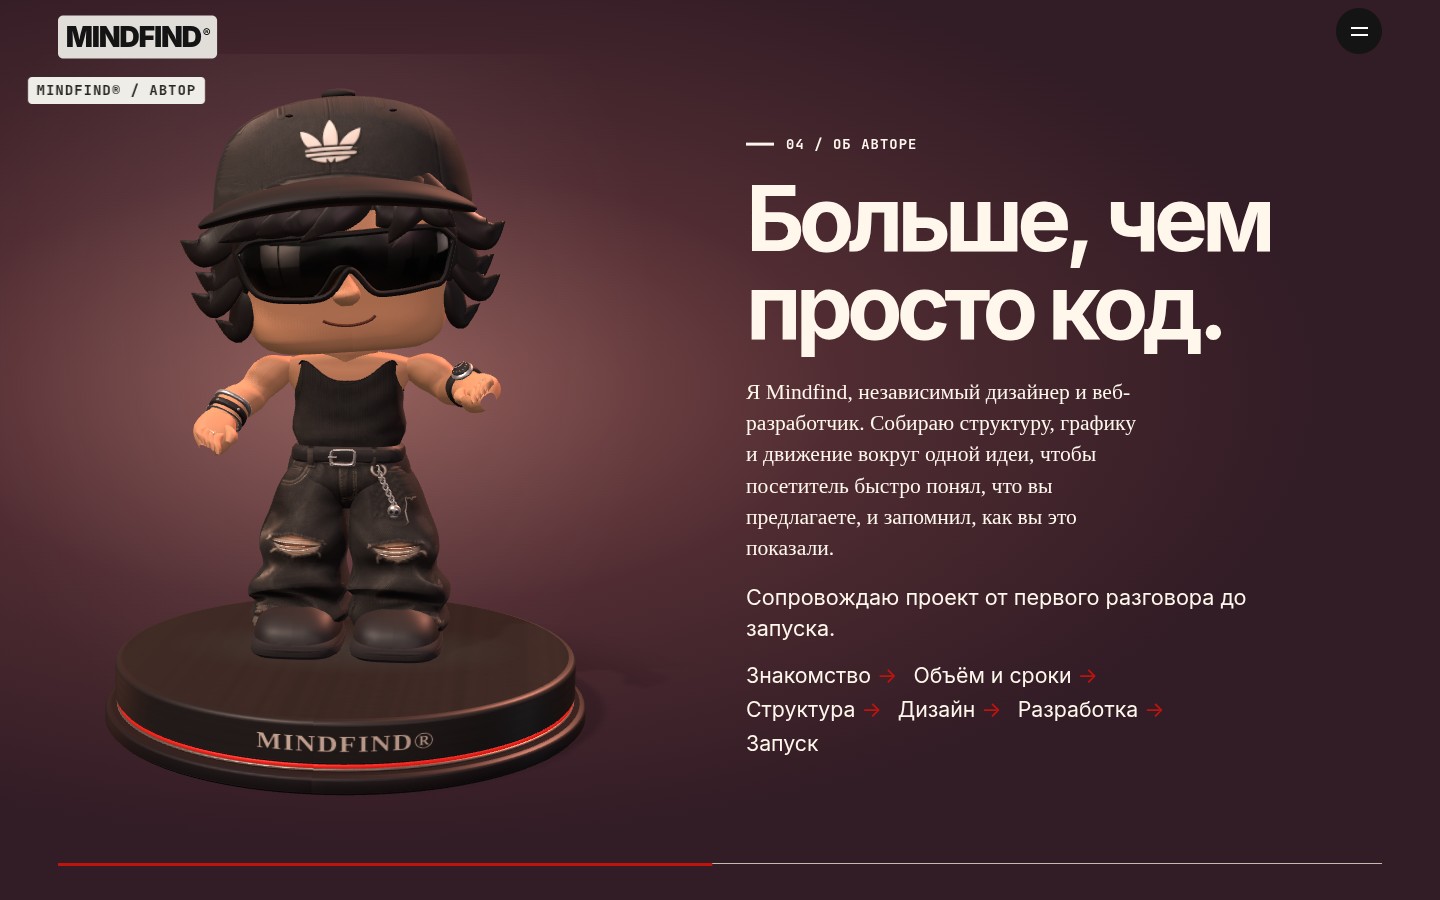 MINDFIND®
MINDFIND® / АВТОР
04 / ОБ АВТОРЕ
Больше, чем
просто код.
Я Mindfind, независимый дизайнер и веб-
разработчик. Собираю структуру, графику
и движение вокруг одной идеи, чтобы
посетитель быстро понял, что вы
предлагаете, и запомнил, как вы это
показали.
Сопровождаю проект от первого разговора до
запуска.
Знакомство → Объём и сроки →
Структура → Дизайн → Разработка →
Запуск
MINDFIND®